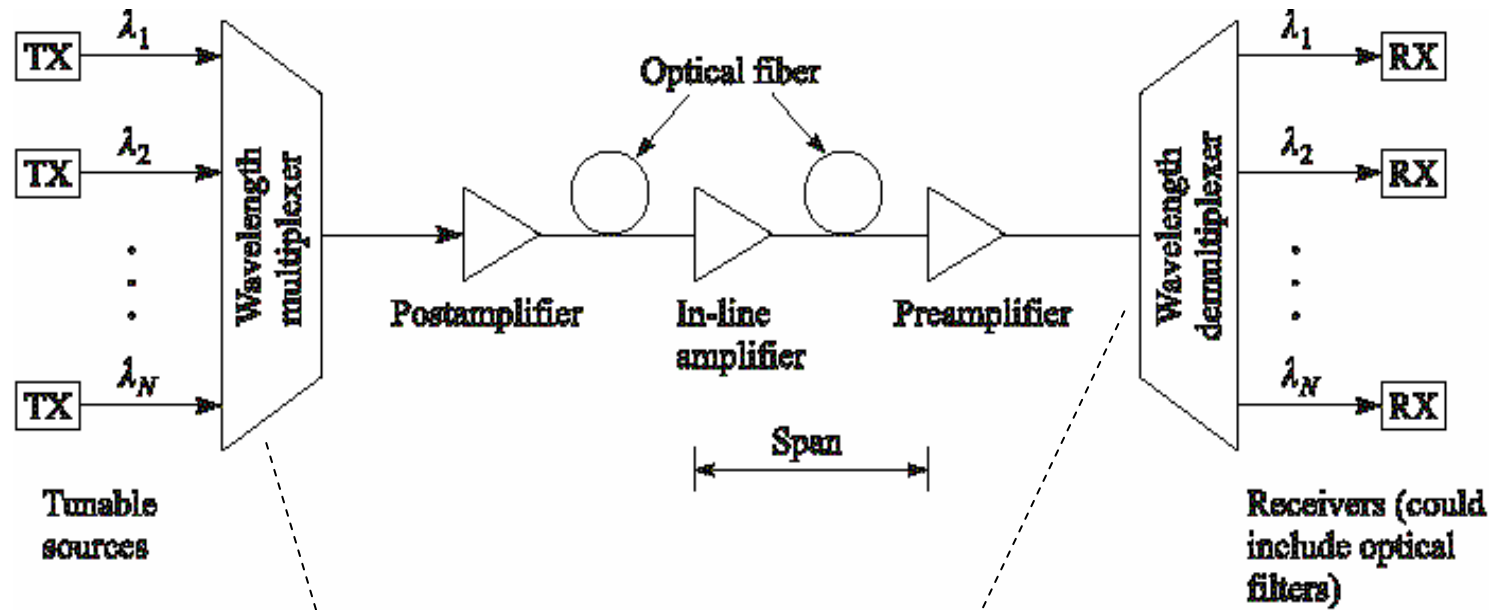 TX
λ1
TX
λ2
TX
λN
Tunable
sources
Wavelength
multiplexer
Optical fiber
Postamplifier
In-line
amplifier
Preamplifier
Span
Wavelength
demultiplexer
λ1
RX
λ2
RX
λN
RX
Receivers (could
include optical
filters)